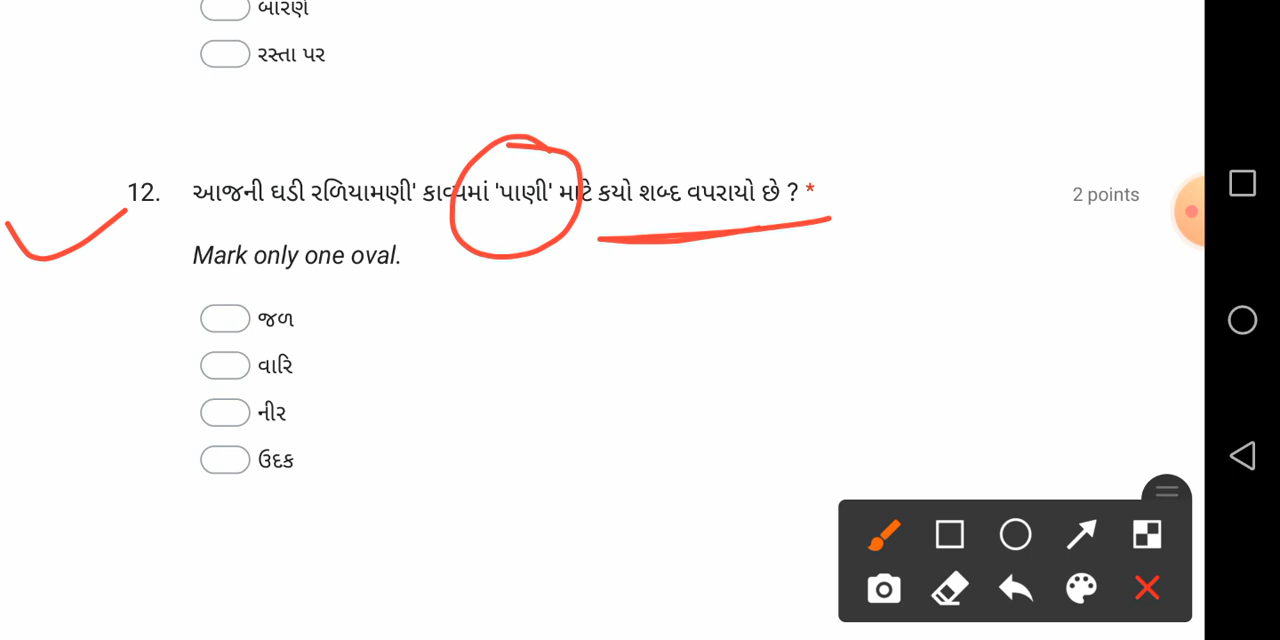 બારણે
રસ્તા પર
12. આજની ઘડી રળિયામણી' કાવ્યમાં 'પાણી' માટે કયો શબ્દ વપરાયો છે ? *
2 points
Mark only one oval.
જળ
વારિ
નીર
ઉદક